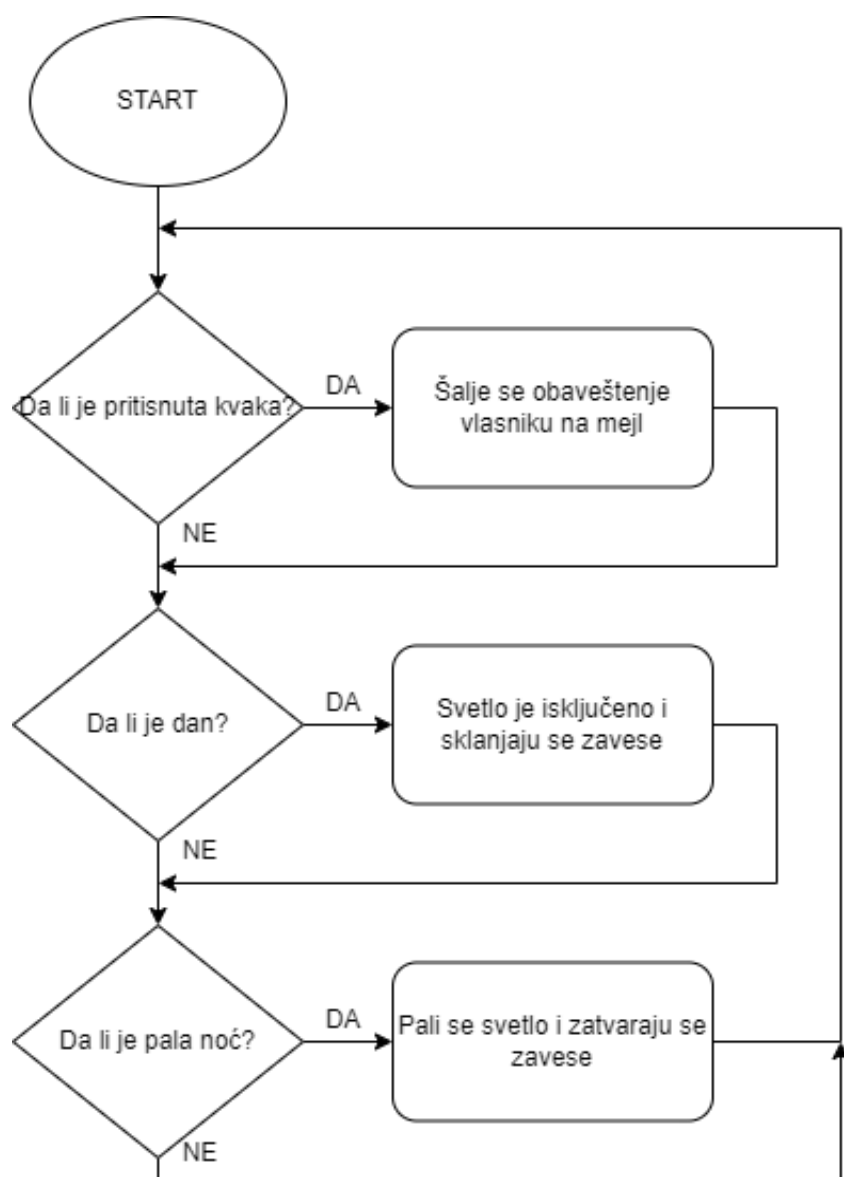 START
Da li je pritisnuta kvaka?
DA
Šalje se obaveštenje
vlasniku na mejl
NE
Da li je dan?
DA
Svetlo je isključeno i
sklanjaju se zavese
NE
Da li je pala noć?
DA
Pali se svetlo i zatvaraju se
zavese
NE